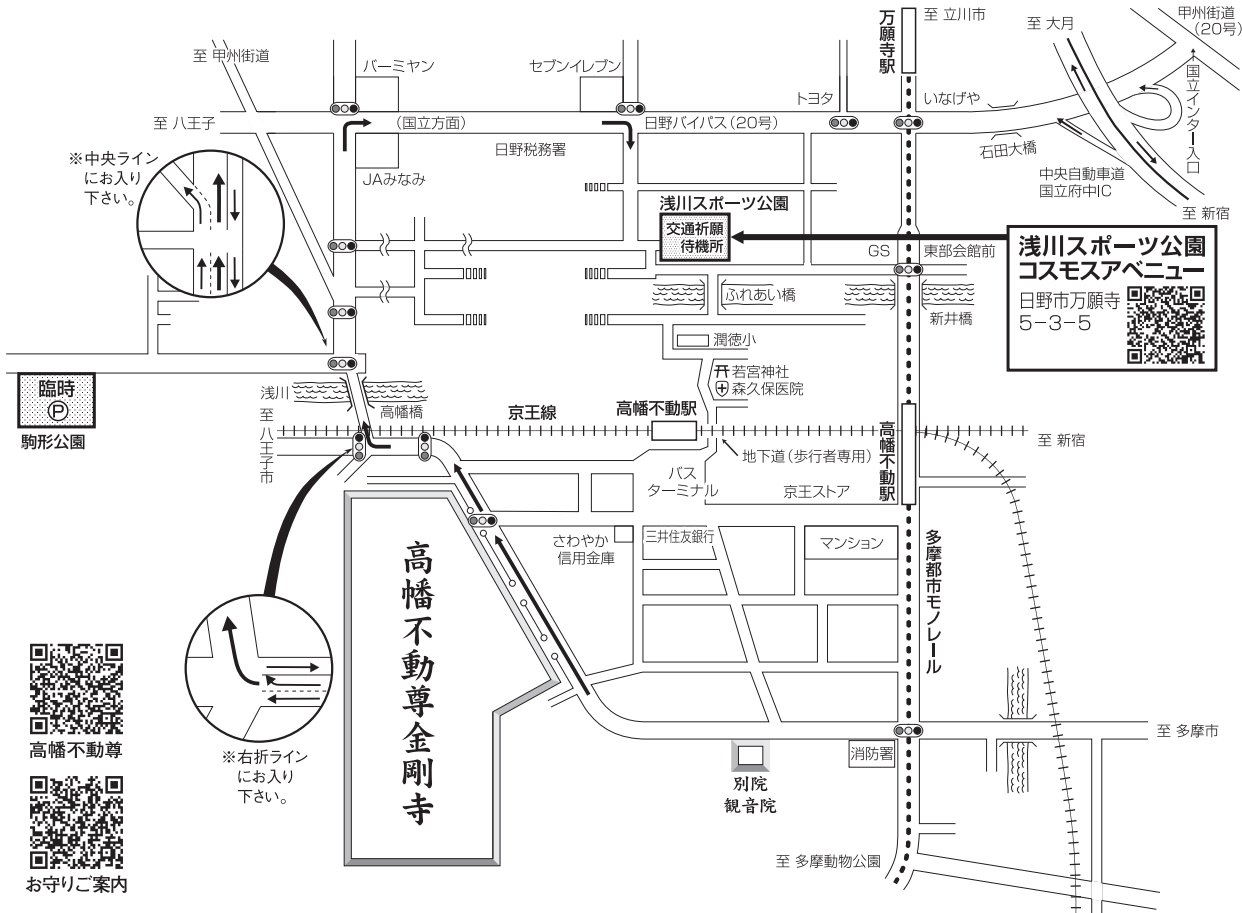 万願寺駅
至 立川市
至 大月
甲州街道
(20号)
至 甲州街道
バーミヤン
セブンイレブン
トヨタ
いなげや
国立インター入口
至 八王子
(国立方面)
日野バイパス(20号)
日野税務署
石田大橋
中央自動車道
国立府中IC
至 新宿
※中央ライン
にお入り
下さい。
JAみなみ
浅川スポーツ公園
交通祈願
待機所
GS
東部会館前
浅川スポーツ公園
コスモスアベニュー
日野市万願寺
5-3-5
ふれあい橋
新井橋
潤徳小
若宮神社
森久保医院
臨時
P
駒形公園
浅川
高幡橋
至 八王子市
京王線
高幡不動駅
高幡不動駅
至 新宿
地下道(歩行者専用)
バス
ターミナル
京王ストア
さわやか
信用金庫
三井住友銀行
マンション
多摩都市モノレール
高幡不動尊金剛寺
高幡不動尊
※右折ライン
にお入り
下さい。
お守りご案内
別院
観音院
消防署
至 多摩市
至 多摩動物公園